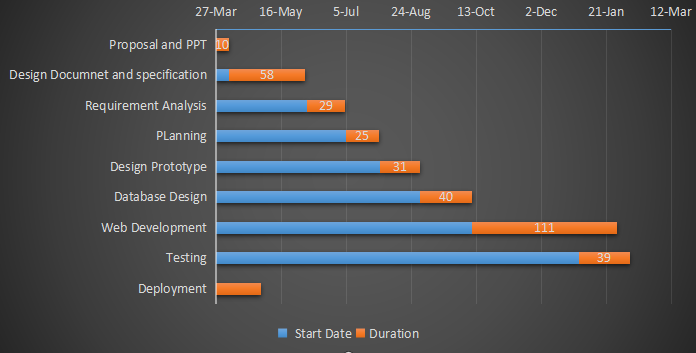 27-Mar 16-May 5-Jul 24-Aug 13-Oct 2-Dec 21-Jan 12-Mar
Proposal and PPT 10
Design Documnet and specification 58
Requirement Analysis 29
PLanning 25
Design Prototype 31
Database Design 40
Web Development 111
Testing 39
Deployment
Start Date Duration